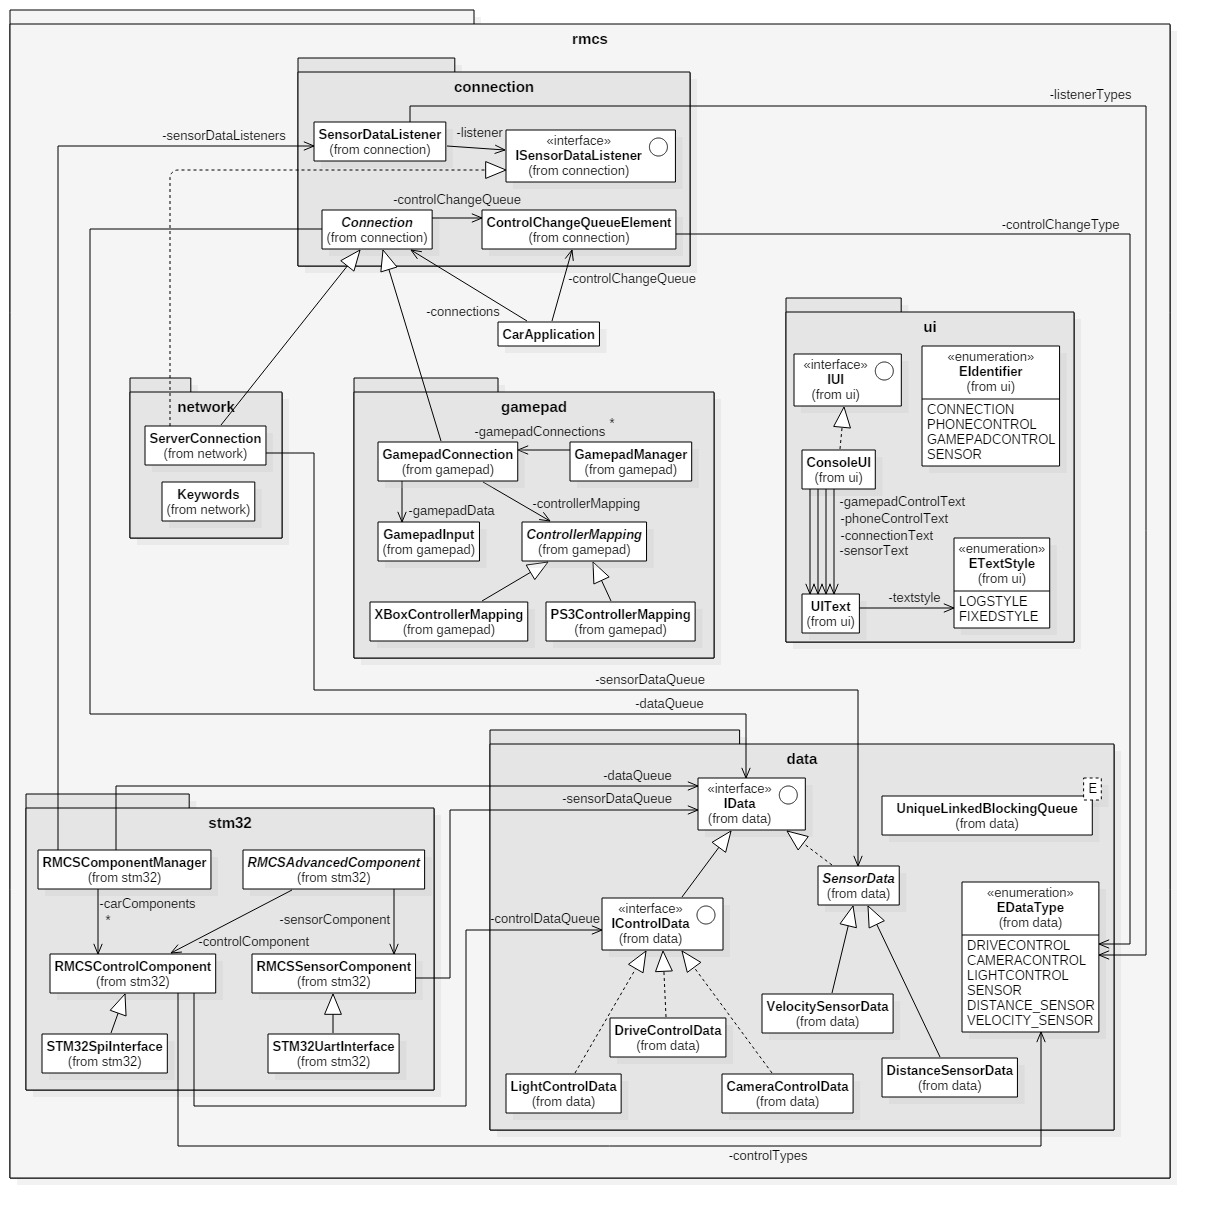 rmcs
connection
-listenerTypes
-sensorDataListeners
SensorDataListener
(from connection)
-listener
«interface»
ISensorDataListener
(from connection)
-controlChangeQueue
Connection
(from connection)
ControlChangeQueueElement
(from connection)
-controlChangeType
-controlChangeQueue
-connections
CarApplication
network
ServerConnection
(from network)
Keywords
(from network)
gamepad
-gamepadConnections
*
GamepadConnection
(from gamepad)
GamepadManager
(from gamepad)
-gamepadData
-controllerMapping
GamepadInput
(from gamepad)
ControllerMapping
(from gamepad)
XBoxControllerMapping
(from gamepad)
PS3ControllerMapping
(from gamepad)
ui
«interface»
IUI
(from ui)
«enumeration»
EIdentifier
(from ui)
CONNECTION
PHONECONTROL
GAMEPADCONTROL
SENSOR
ConsoleUI
(from ui)
-gamepadControlText
-phoneControlText
-connectionText
-sensorText
«enumeration»
ETextStyle
(from ui)
LOGSTYLE
FIXEDSTYLE
UIText
(from ui)
-textstyle
-sensorDataQueue
-dataQueue
data
-dataQueue
-sensorDataQueue
«interface»
IData
(from data)
E
UniqueLinkedBlockingQueue
(from data)
stm32
RMCSComponentManager
(from stm32)
RMCSAdvancedComponent
(from stm32)
-carComponents
*
-sensorComponent
-controlComponent
-controlDataQueue
RMCSControlComponent
(from stm32)
RMCSSensorComponent
(from stm32)
STM32SpiInterface
(from stm32)
STM32UartInterface
(from stm32)
SensorData
(from data)
«interface»
IControlData
(from data)
«enumeration»
EDataType
(from data)
DRIVECONTROL
CAMERACONTROL
LIGHTCONTROL
SENSOR
DISTANCE_SENSOR
VELOCITY_SENSOR
VelocitySensorData
(from data)
DriveControlData
(from data)
DistanceSensorData
(from data)
LightControlData
(from data)
CameraControlData
(from data)
-controlTypes